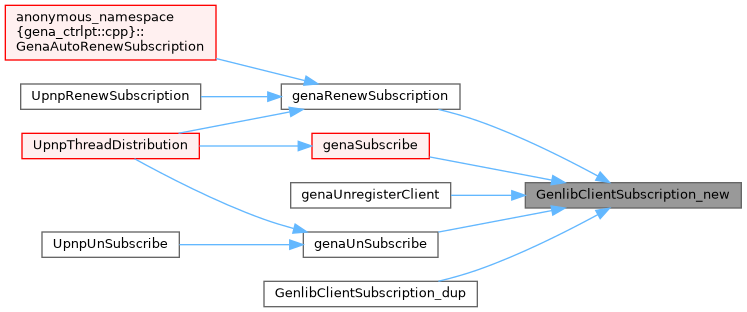 anonymous_namespace
{gena_ctrlpt::cpp}::
GenaAutoRenewSubscription
UpnpRenewSubscription
genaRenewSubscription
UpnpThreadDistribution
genaSubscribe
genaUnregisterClient
GenlibClientSubscription_new
UpnpUnSubscribe
genaUnSubscribe
GenlibClientSubscription_dup